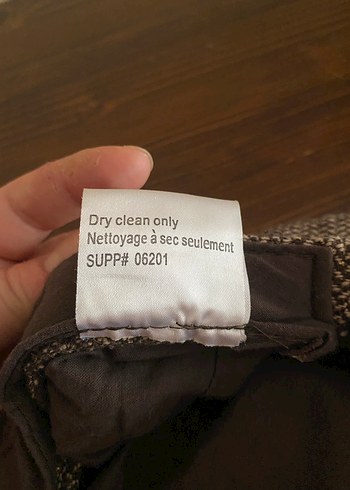 Dry clean only
Nettoyage à sec seulement
SUPP# 06201